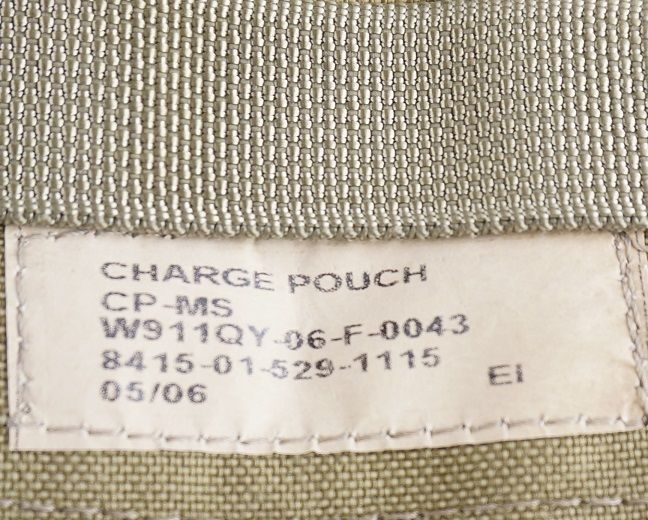 CHARGE POUCH
CP-MS
W911QY-06-F-0043
8415-01-529-1115
05/06 EI